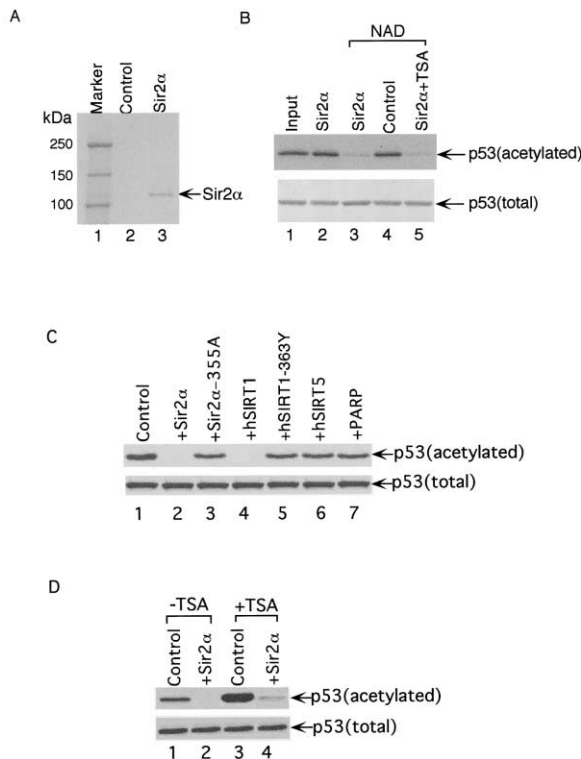 A
Marker
Control
Sir2α
kDa
250
150
100
Sir2α
1 2 3
B
NAD
Input
Sir2α
Sir2α
Control
Sir2α+TSA
p53(acetylated)
p53(total)
1 2 3 4 5
C
Control
+Sir2α
+Sir2α-355A
+hSIRT1
+hSIRT1-363Y
+hSIRT5
+PARP
p53(acetylated)
p53(total)
1 2 3 4 5 6 7
D
-TSA +TSA
Control
+Sir2α
Control
+Sir2α
p53(acetylated)
p53(total)
1 2 3 4